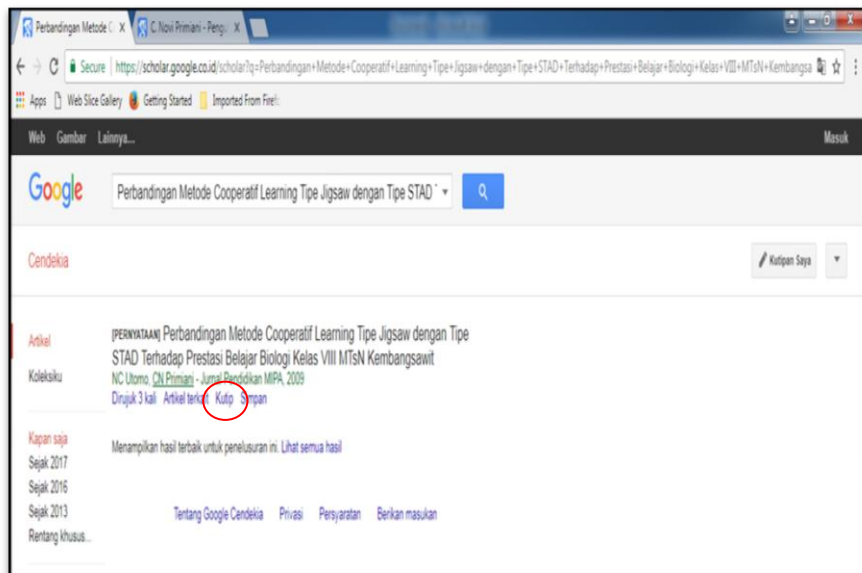 Perbandingan Metode C
C. Novi Primiani - Pengu
Secure https://scholar.google.co.id/scholar?q=Perbandingan+Metode+Cooperatif+Learning+Tipe+Jigsaw+dengan+Tipe+STAD+Terhadap+Prestasi+Belajar+Biologi+Kelas+VIII+MTsN+Kembangsa
Apps Web Slice Gallery Getting Started Imported From Firefo
Web Gambar Lainnya... Masuk
Google Perbandingan Metode Cooperatif Learning Tipe Jigsaw dengan Tipe STAD
Cendekia Kutipan Saya
Artikel
Koleksiku
Kapan saja
Sejak 2017
Sejak 2016
Sejak 2013
Rentang khusus...
[PERNYATAAN] Perbandingan Metode Cooperatif Learning Tipe Jigsaw dengan Tipe
STAD Terhadap Prestasi Belajar Biologi Kelas VIII MTsN Kembangsawit
NC Utomo, CN Primiani - Jurnal Pendidikan MIPA, 2009
Dirujuk 3 kali Artikel terkait Kutip Simpan
Menampilkan hasil terbaik untuk penelusuran ini. Lihat semua hasil
Tentang Google Cendekia Privasi Persyaratan Berikan masukan